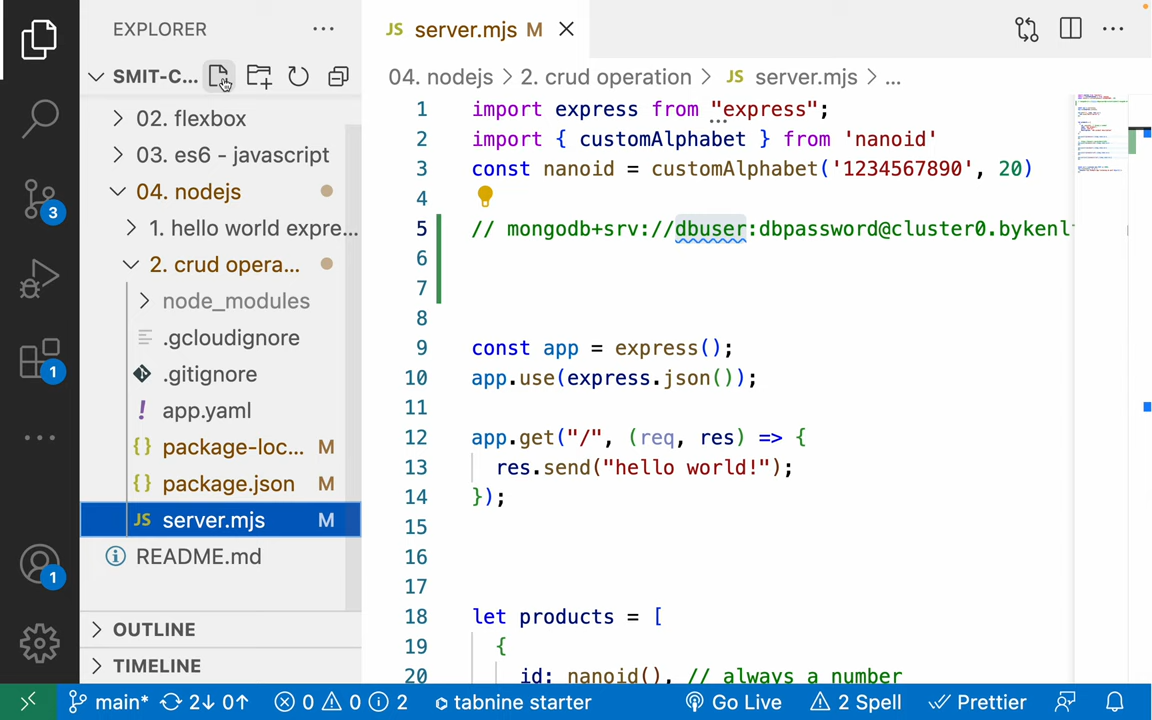 EXPLORER
SMIT-C...
02. flexbox
03. es6 - javascript
04. nodejs
1. hello world expre...
2. crud opera...
node_modules
.gcloudignore
.gitignore
! app.yaml
{} package-loc... M
{} package.json M
JS server.mjs M
README.md
OUTLINE
TIMELINE
3
1
1
JS server.mjs M
04. nodejs > 2. crud operation > JS server.mjs > ...
1 import express from "express";
2 import { customAlphabet } from 'nanoid'
3 const nanoid = customAlphabet('1234567890', 20)
4
5 // mongodb+srv://dbuser:dbpassword@cluster0.bykenl
6
7
8
9 const app = express();
10 app.use(express.json());
11
12 app.get("/", (req, res) => {
13 res.send("hello world!");
14 });
15
16
17
18 let products = [
19 {
20 id: nanoid(), // always a number
main* 2↓ 0↑ 0 0 2 tabnine starter Go Live 2 Spell Prettier